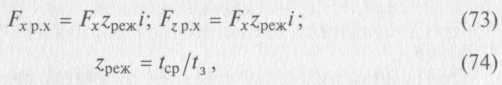 F_{x р.х} = F_x z_{реж} i; F_{z р.х} = F_x z_{реж} i; (73)
z_{реж} = t_{ср}/t_з, (74)